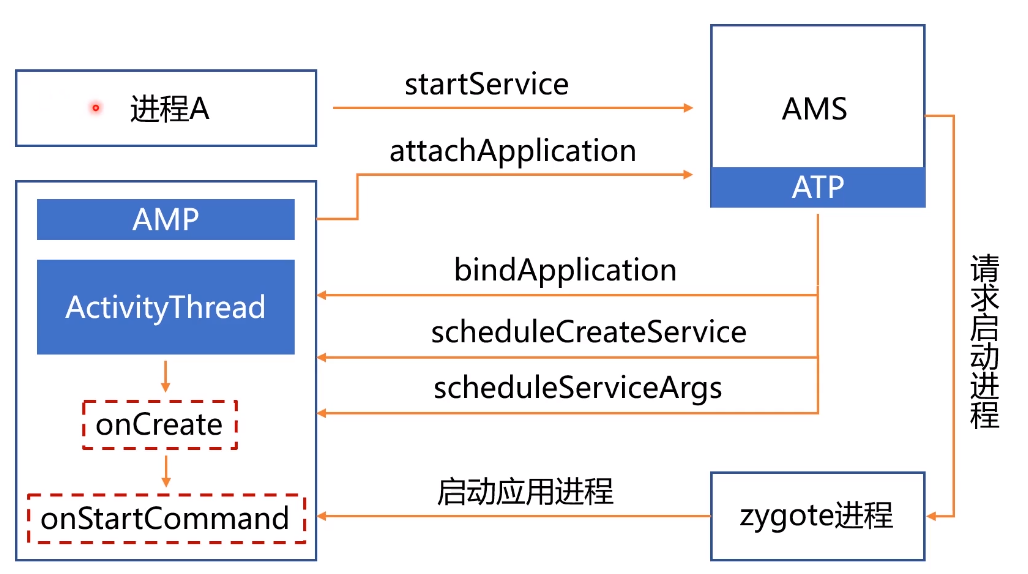 进程A
startService
AMS
attachApplication
ATP
AMP
bindApplication
ActivityThread
scheduleCreateService
scheduleServiceArgs
onCreate
onStartCommand
启动应用进程
zygote进程
请求启动进程